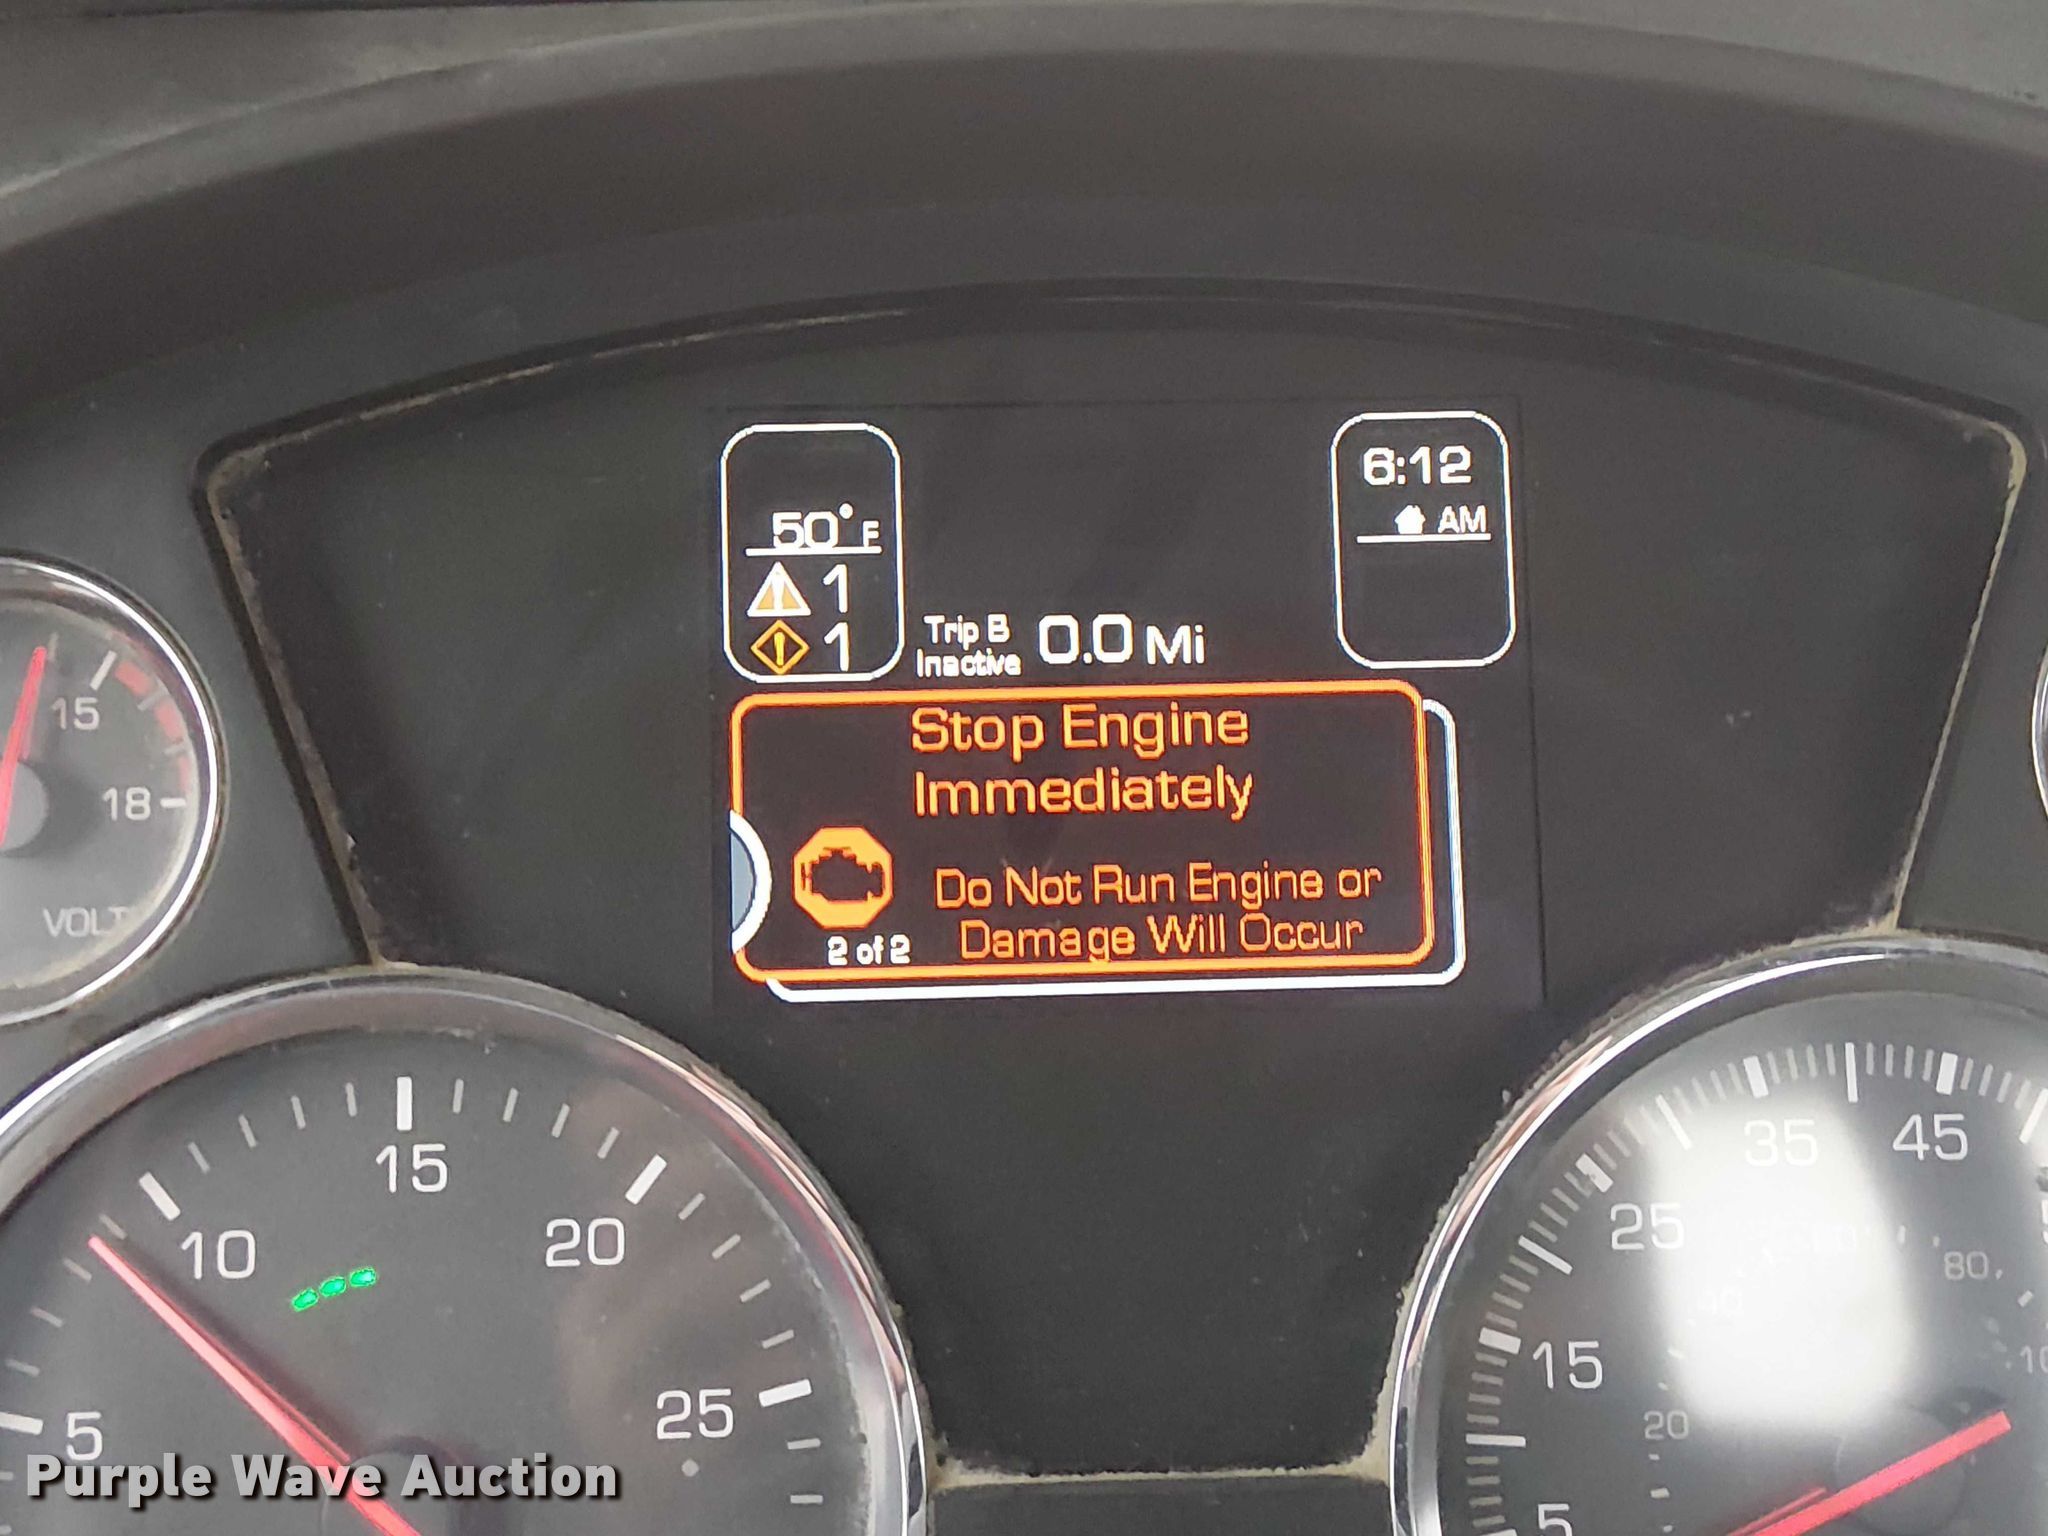 50°F
1
1
6:12
AM
Trip B
Inactive
0.0 Mi
Stop Engine
Immediately
Do Not Run Engine or
Damage Will Occur
2 of 2
15
18
VOLT
5
10
15
20
25
5
15
25
35
45
20
80
Purple Wave Auction